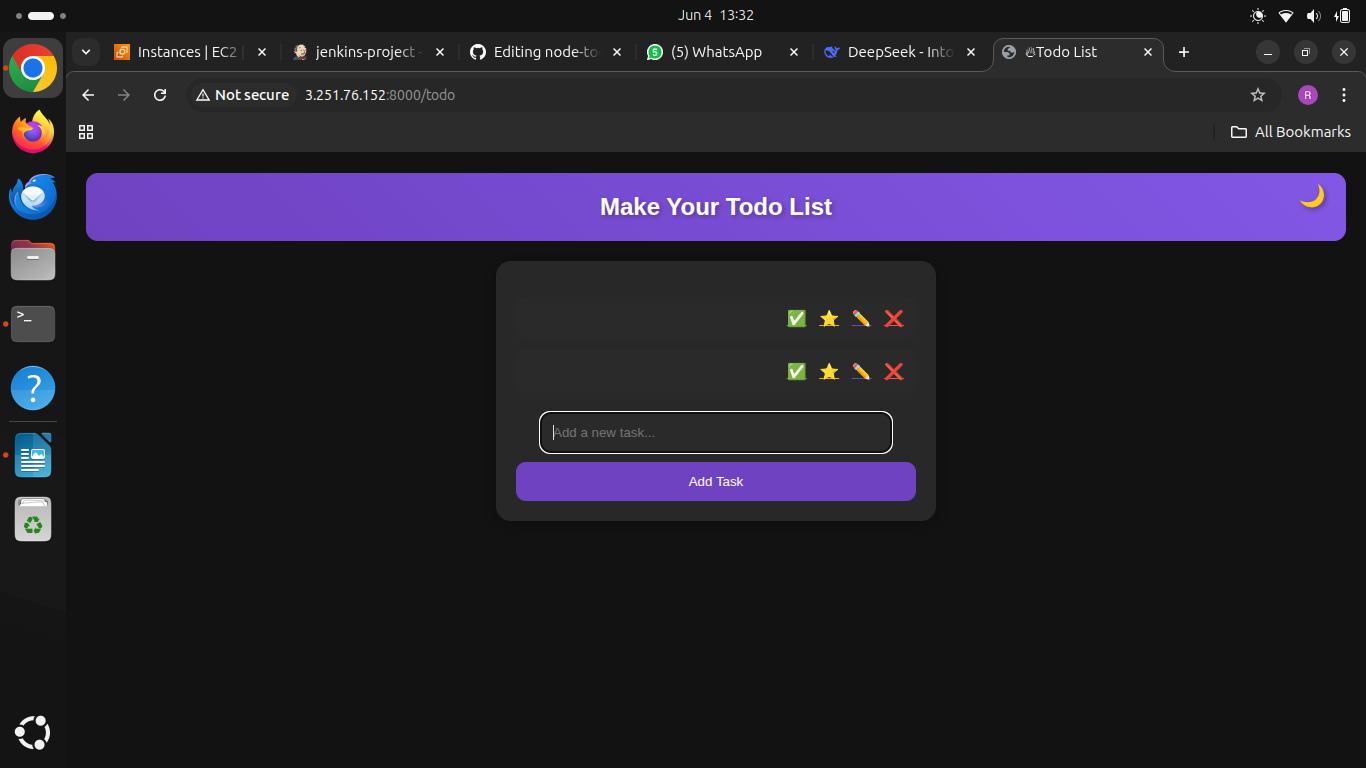 Jun 4 13:32
Instances | EC2
jenkins-project -
Editing node-to
(5) WhatsApp
DeepSeek - Into
Todo List
Not secure
3.251.76.152:8000/todo
R
All Bookmarks
Make Your Todo List
Add a new task...
Add Task